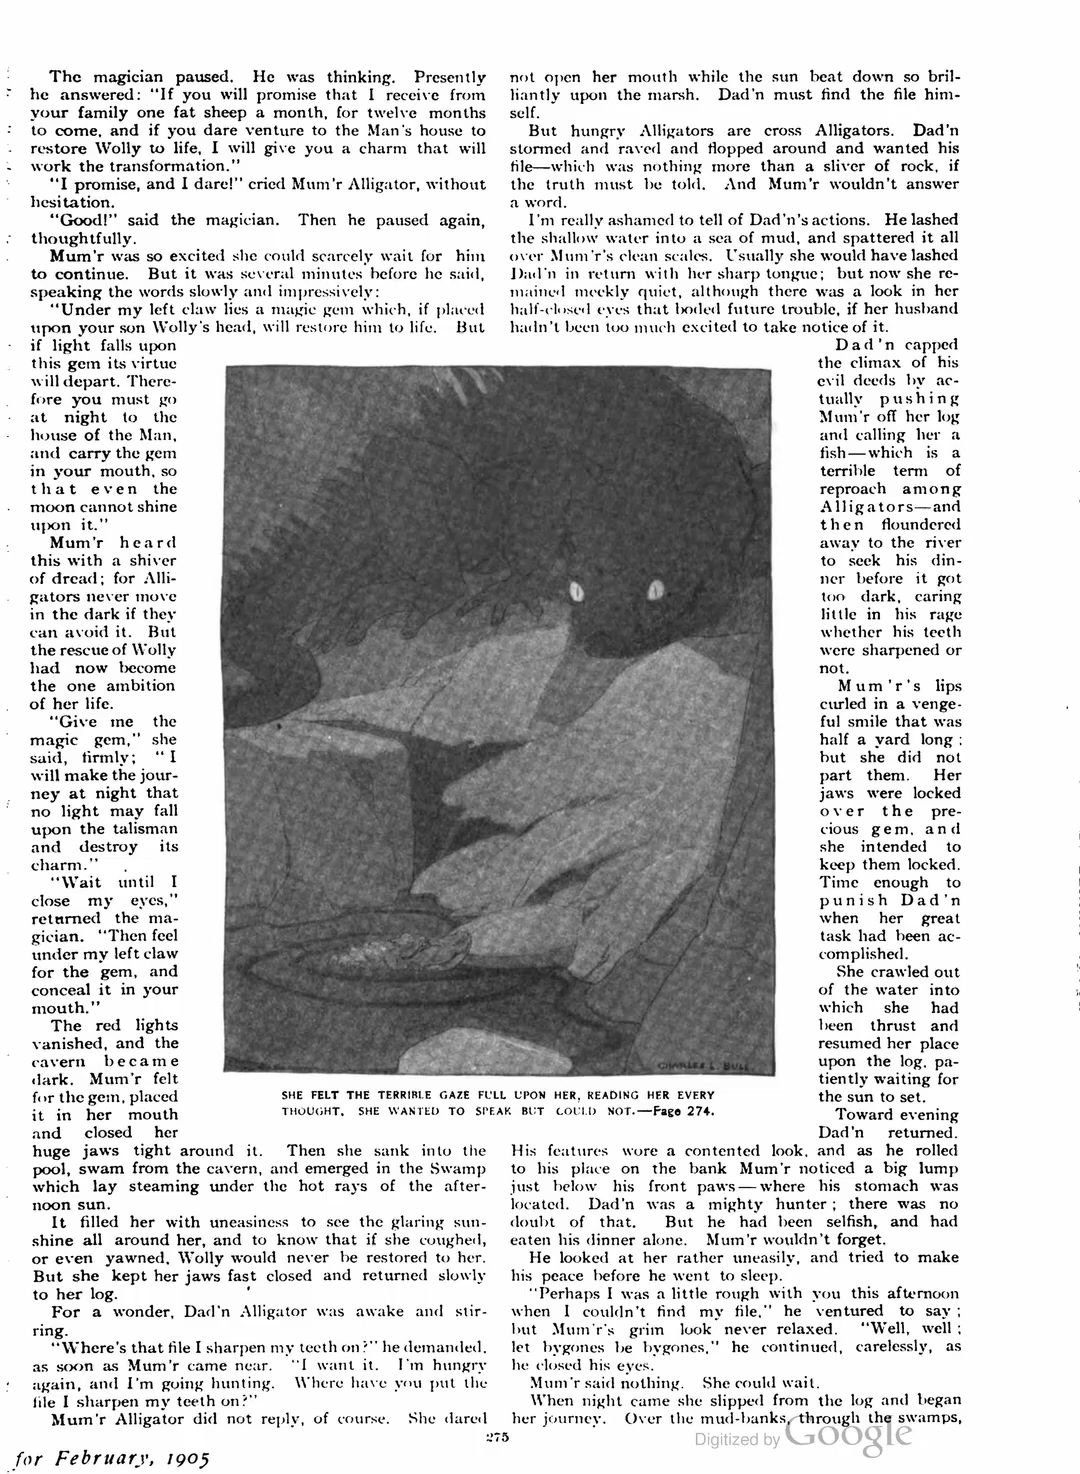 The magician paused. He was thinking. Presently
he answered: "If you will promise that I receive from
your family one fat sheep a month, for twelve months
to come, and if you dare venture to the Man's house to
restore Wolly to life, I will give you a charm that will
work the transformation."
"I promise, and I dare!" cried Mum'r Alligator, without
hesitation.
"Good!" said the magician. Then he paused again,
thoughtfully.
Mum'r was so excited she could scarcely wait for him
to continue. But it was several minutes before he said,
speaking the words slowly and impressively:
"Under my left claw lies a magic gem which, if placed
upon your son Wolly's head, will restore him to life. But
if light falls upon
this gem its virtue
will depart. There-
fore you must go
at night to the
house of the Man,
and carry the gem
in your mouth, so
that even the
moon cannot shine
upon it."
Mum'r heard
this with a shiver
of dread; for Alli-
gators never move
in the dark if they
can avoid it. But
the rescue of Wolly
had now become
the one ambition
of her life.
"Give me the
magic gem," she
said, firmly; "I
will make the jour-
ney at night that
no light may fall
upon the talisman
and destroy its
charm."
"Wait until I
close my eyes,"
returned the ma-
gician. "Then feel
under my left claw
for the gem, and
conceal it in your
mouth."
The red lights
vanished, and the
cavern became
dark. Mum'r felt
for the gem, placed
it in her mouth
and closed her
huge jaws tight around it. Then she sank into the
pool, swam from the cavern, and emerged in the Swamp
which lay steaming under the hot rays of the after-
noon sun.
It filled her with uneasiness to see the glaring sun-
shine all around her, and to know that if she coughed,
or even yawned, Wolly would never be restored to her.
But she kept her jaws fast closed and returned slowly
to her log.
For a wonder, Dad'n Alligator was awake and stir-
ring.
"Where's that file I sharpen my teeth on?" he demanded,
as soon as Mum'r came near. "I want it. I'm hungry
again, and I'm going hunting. Where have you put the
file I sharpen my teeth on?"
Mum'r Alligator did not reply, of course. She dared
not open her mouth while the sun beat down so bril-
liantly upon the marsh. Dad'n must find the file him-
self.
But hungry Alligators are cross Alligators. Dad'n
stormed and raved and flopped around and wanted his
file—which was nothing more than a sliver of rock, if
the truth must be told. And Mum'r wouldn't answer
a word.
I'm really ashamed to tell of Dad'n's actions. He lashed
the shallow water into a sea of mud, and spattered it all
over Mum'r's clean scales. Usually she would have lashed
Dad'n in return with her sharp tongue; but now she re-
mained meekly quiet, although there was a look in her
half-closed eyes that boded future trouble, if her husband
hadn't been too much excited to take notice of it.
Dad'n capped
the climax of his
evil deeds by ac-
tually pushing
Mum'r off her log
and calling her a
fish—which is a
terrible term of
reproach among
Alligators—and
then floundered
away to the river
to seek his din-
ner before it got
too dark, caring
little in his rage
whether his teeth
were sharpened or
not.
Mum'r's lips
curled in a venge-
ful smile that was
half a yard long;
but she did not
part them. Her
jaws were locked
over the pre-
cious gem, and
she intended to
keep them locked.
Time enough to
punish Dad'n
when her great
task had been ac-
complished.
She crawled out
of the water into
which she had
been thrust and
resumed her place
upon the log, pa-
tiently waiting for
the sun to set.
Toward evening
Dad'n returned.
His features wore a contented look, and as he rolled
to his place on the bank Mum'r noticed a big lump
just below his front paws—where his stomach was
located. Dad'n was a mighty hunter; there was no
doubt of that. But he had been selfish, and had
eaten his dinner alone. Mum'r wouldn't forget.
He looked at her rather uneasily, and tried to make
his peace before he went to sleep.
"Perhaps I was a little rough with you this afternoon
when I couldn't find my file," he ventured to say;
but Mum'r's grim look never relaxed. "Well, well;
let bygones be bygones," he continued, carelessly, as
he closed his eyes.
Mum'r said nothing. She could wait.
When night came she slipped from the log and began
her journey. Over the mud-banks, through the swamps,
CHARLES L. BULL
SHE FELT THE TERRIBLE GAZE FULL UPON HER, READING HER EVERY
THOUGHT, SHE WANTED TO SPEAK BUT COULD NOT.—Page 274.
275
for February, 1905
Digitized by Google